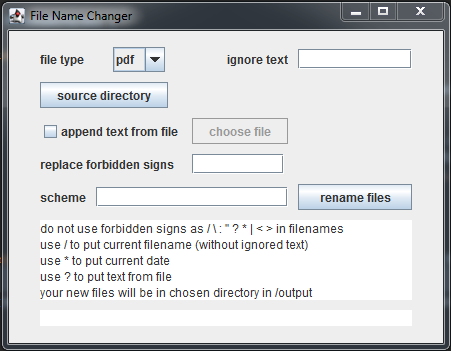 File Name Changer
file type pdf ignore text
source directory
append text from file choose file
replace forbidden signs
scheme rename files
do not use forbidden signs as / \ : " ? * | < > in filenames
use / to put current filename (without ignored text)
use * to put current date
use ? to put text from file
your new files will be in chosen directory in /output